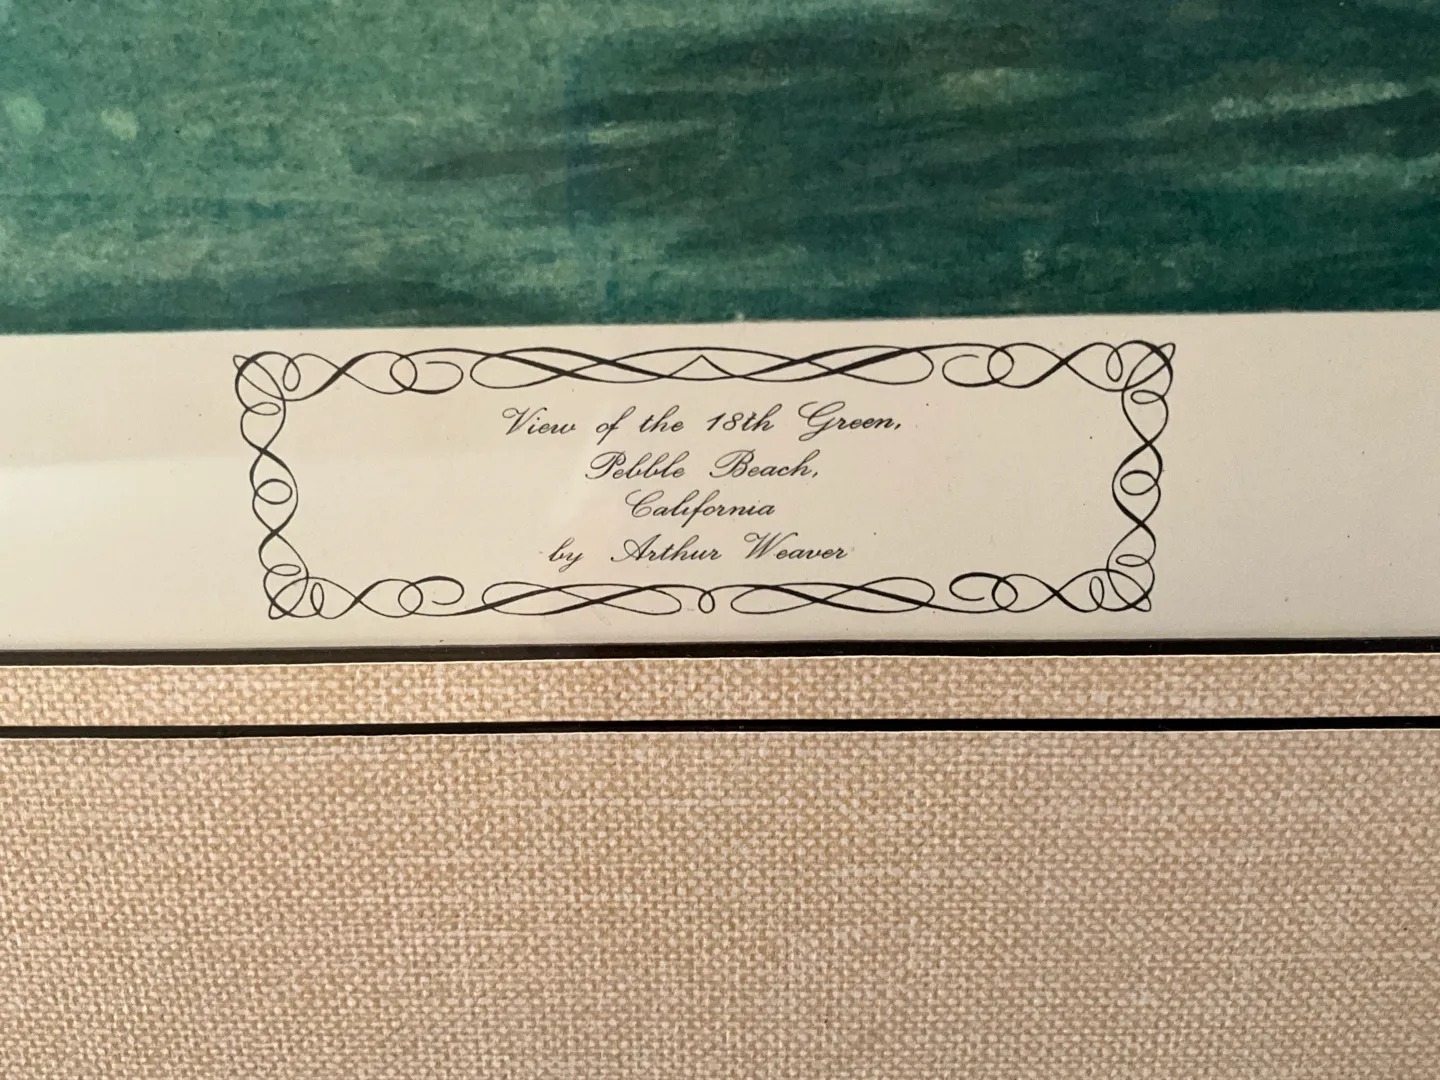 View of the 18th Green,
Pebble Beach,
California
by Arthur Weaver